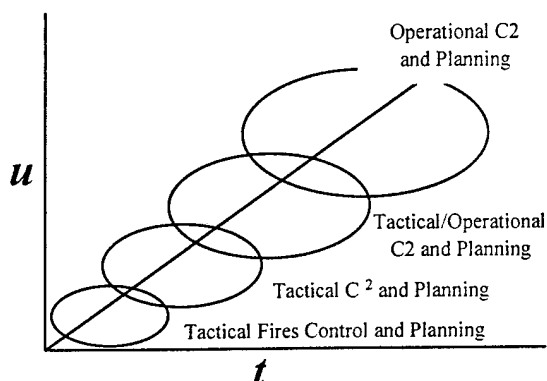 Operational C2
and Planning
u
Tactical/Operational
C2 and Planning
Tactical C ² and Planning
Tactical Fires Control and Planning
t